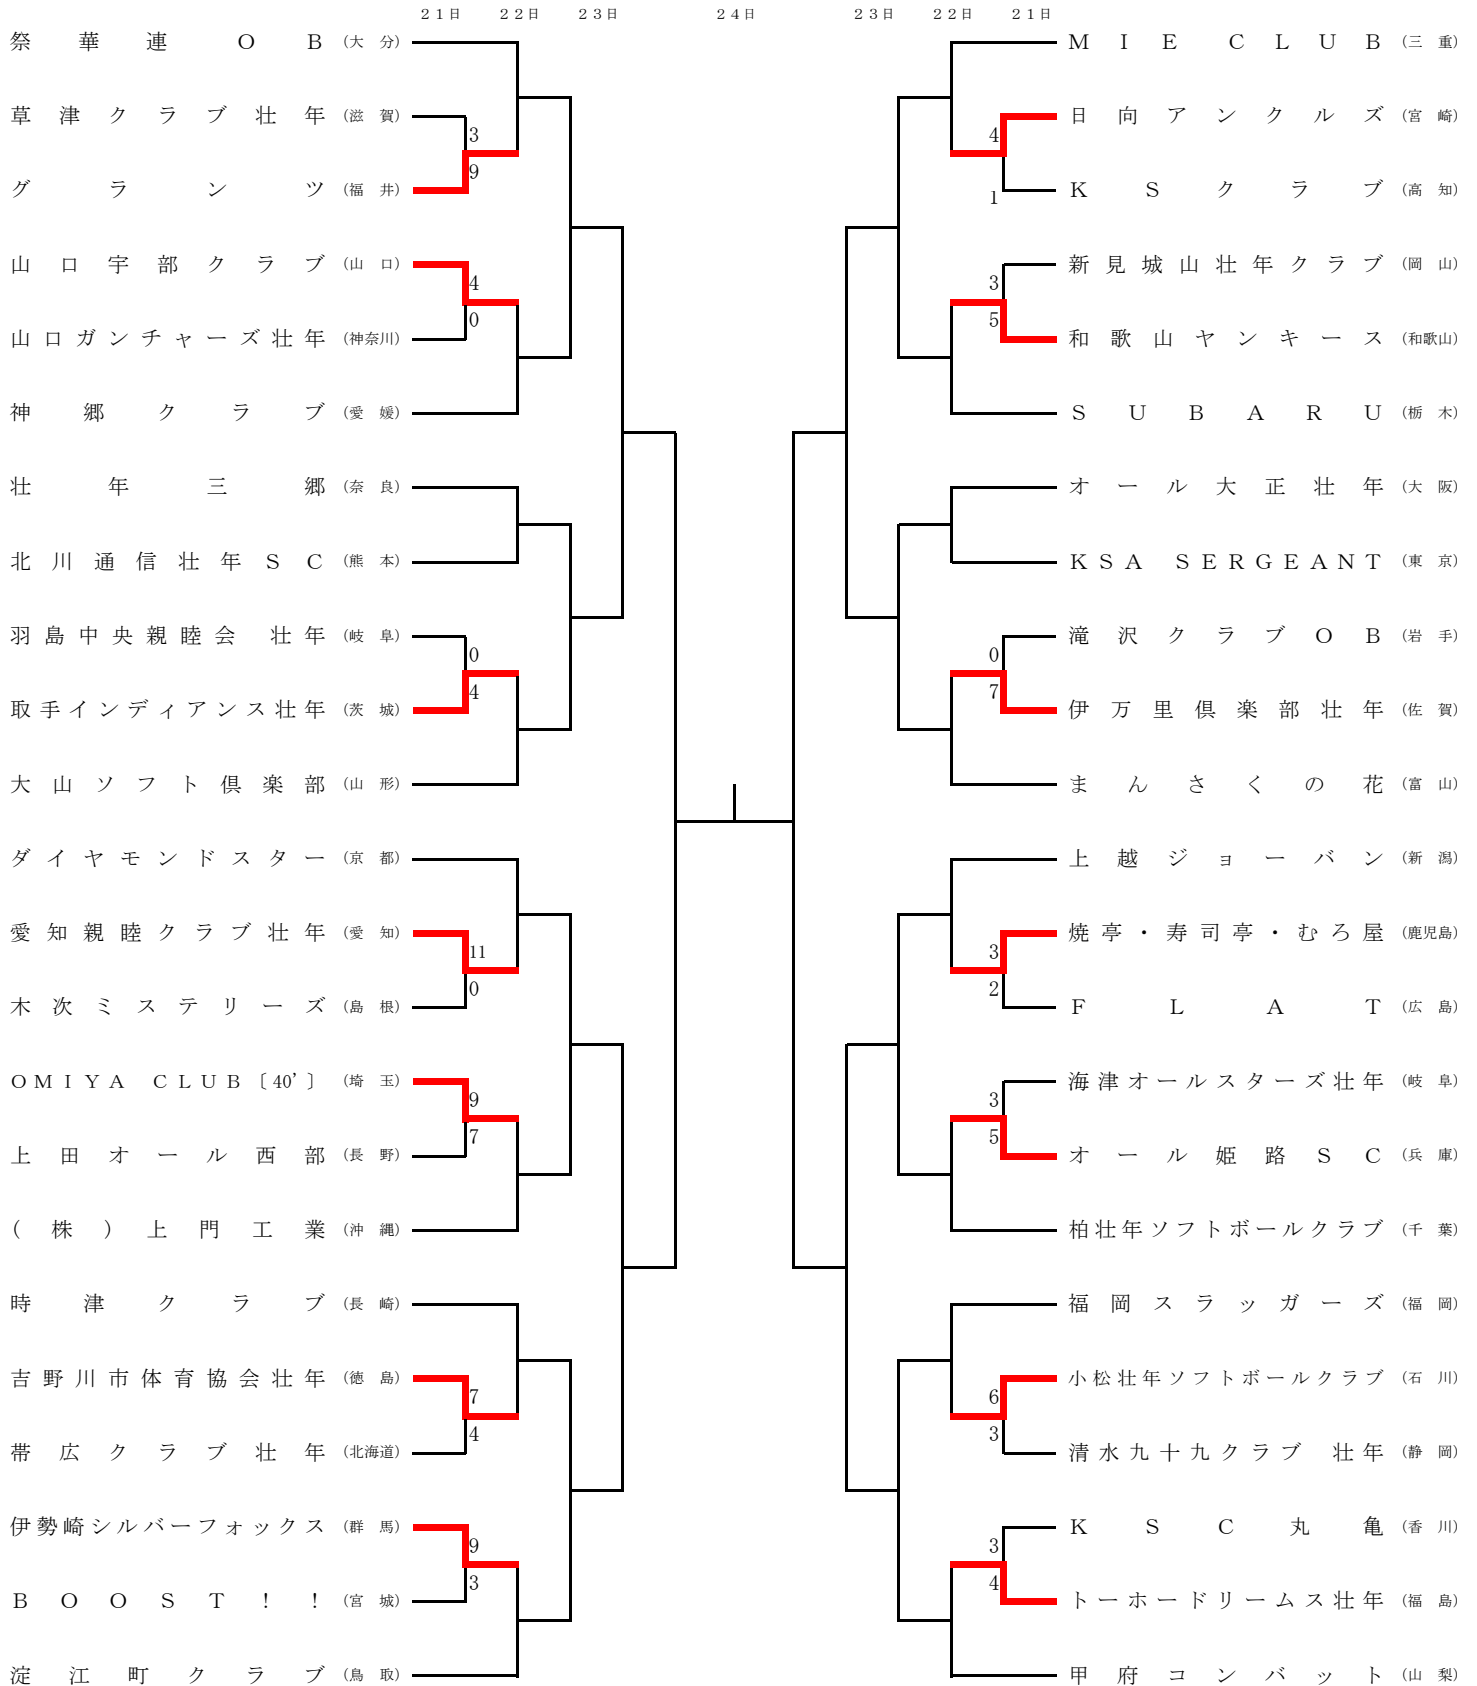 ２１日 ２２日 ２３日 ２４日 ２３日 ２２日 ２１日
祭華連ＯＢ （大 分）
草津クラブ壮年 （滋 賀）
3
9
グランツ （福 井）
山口宇部クラブ （山 口）
4
0
山口ガンチャーズ壮年 （神奈川）
神郷クラブ （愛 媛）
壮年三郷 （奈 良）
北川通信壮年ＳＣ （熊 本）
羽島中央親睦会 壮年 （岐 阜）
0
4
取手インディアンス壮年 （茨 城）
大山ソフト倶楽部 （山 形）
ダイヤモンドスター （京 都）
愛知親睦クラブ壮年 （愛 知）
11
0
木次ミステリーズ （島 根）
ＯＭＩＹＡ ＣＬＵＢ〔40’〕 （埼 玉）
9
7
上田オール西部 （長 野）
（株）上門工業 （沖 縄）
時津クラブ （長 崎）
吉野川市体育協会壮年 （徳 島）
7
4
帯広クラブ壮年 （北海道）
伊勢崎シルバーフォックス （群 馬）
9
3
ＢＯＯＳＴ！！ （宮 城）
淀江町クラブ （鳥 取）
ＭＩＥ ＣＬＵＢ （三 重）
日向アンクルズ （宮 崎）
4
1
ＫＳクラブ （高 知）
新見城山壮年クラブ （岡 山）
3
5
和歌山ヤンキース （和歌山）
ＳＵＢＡＲＵ （栃 木）
オール大正壮年 （大 阪）
ＫＳＡ ＳＥＲＧＥＡＮＴ （東 京）
滝沢クラブＯＢ （岩 手）
0
7
伊万里倶楽部壮年 （佐 賀）
まんさくの花 （富 山）
上越ジョーバン （新 潟）
焼亭・寿司亭・むろ屋 （鹿児島）
3
2
ＦＬＡＴ （広 島）
海津オールスターズ壮年 （岐 阜）
3
5
オール姫路ＳＣ （兵 庫）
柏壮年ソフトボールクラブ （千 葉）
福岡スラッガーズ （福 岡）
小松壮年ソフトボールクラブ （石 川）
6
3
清水九十九クラブ 壮年 （静 岡）
ＫＳＣ丸亀 （香 川）
3
4
トーホードリームス壮年 （福 島）
甲府コンバット （山 梨）